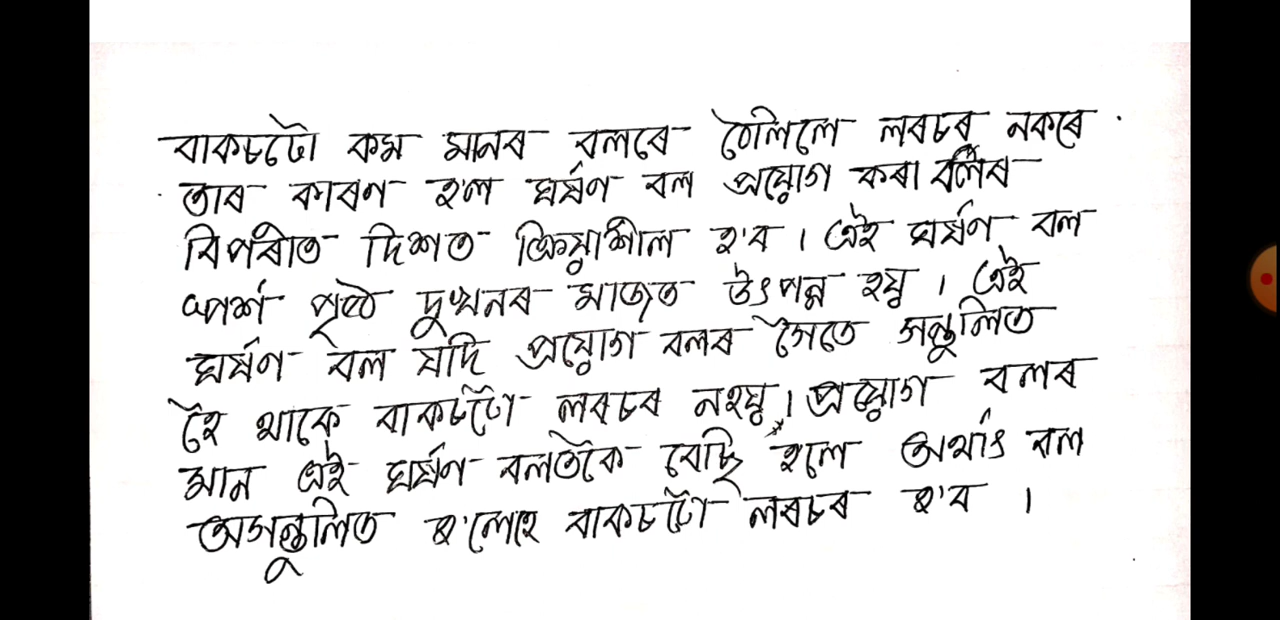 বাকচটো কম মানৰ বলৰে ঠেলিলে লৰচৰ নকৰে
তাৰ কাৰণ হ'ল ঘৰ্ষণ বল প্ৰয়োগ কৰা বলৰ
বিপৰীত দিশত ক্ৰিয়াশীল হ'ব । এই ঘৰ্ষণ বল
স্পৰ্শ পৃষ্ঠ দুখনৰ মাজত উৎপন্ন হয় । এই
ঘৰ্ষণ বল যদি প্ৰয়োগ বলৰ সৈতে সন্তুলিত
হৈ থাকে বাকচটো লৰচৰ নহয় । প্ৰয়োগ বলৰ
মান এই ঘৰ্ষণ বলতকৈ বেছি হলে অৰ্থাৎ বল
অসন্তুলিত হ'লেহে বাকচটো লৰচৰ হ'ব ।